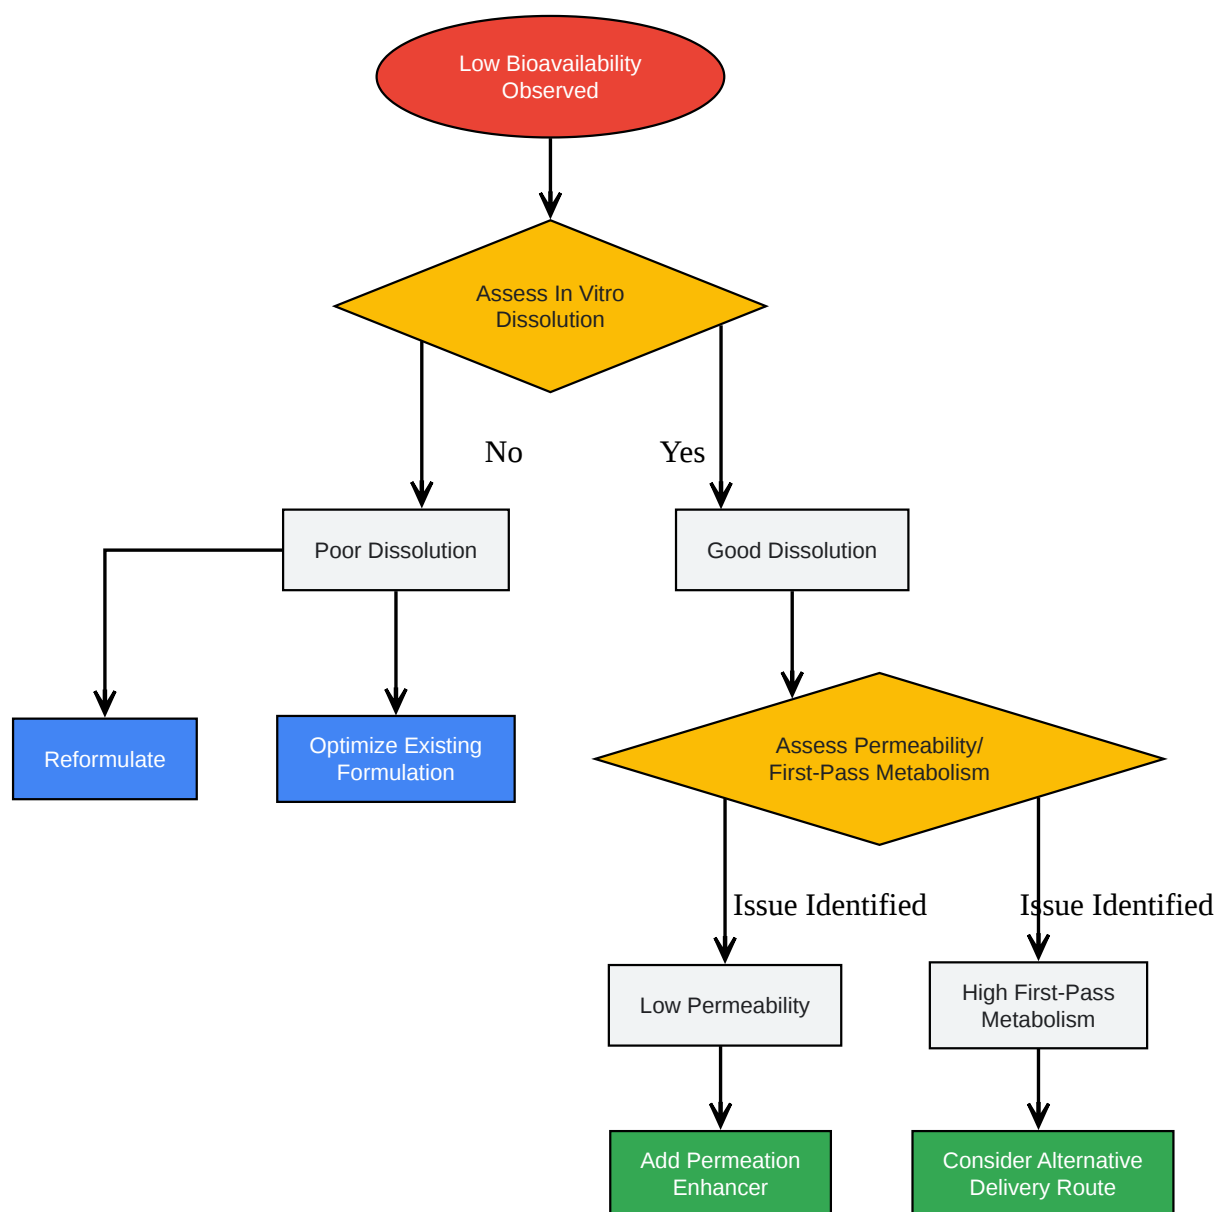 Low Bioavailability
Observed
Assess In Vitro
Dissolution
No
Yes
Poor Dissolution
Good Dissolution
Reformulate
Optimize Existing
Formulation
Assess Permeability/
First-Pass Metabolism
Issue Identified
Issue Identified
Low Permeability
High First-Pass
Metabolism
Add Permeation
Enhancer
Consider Alternative
Delivery Route